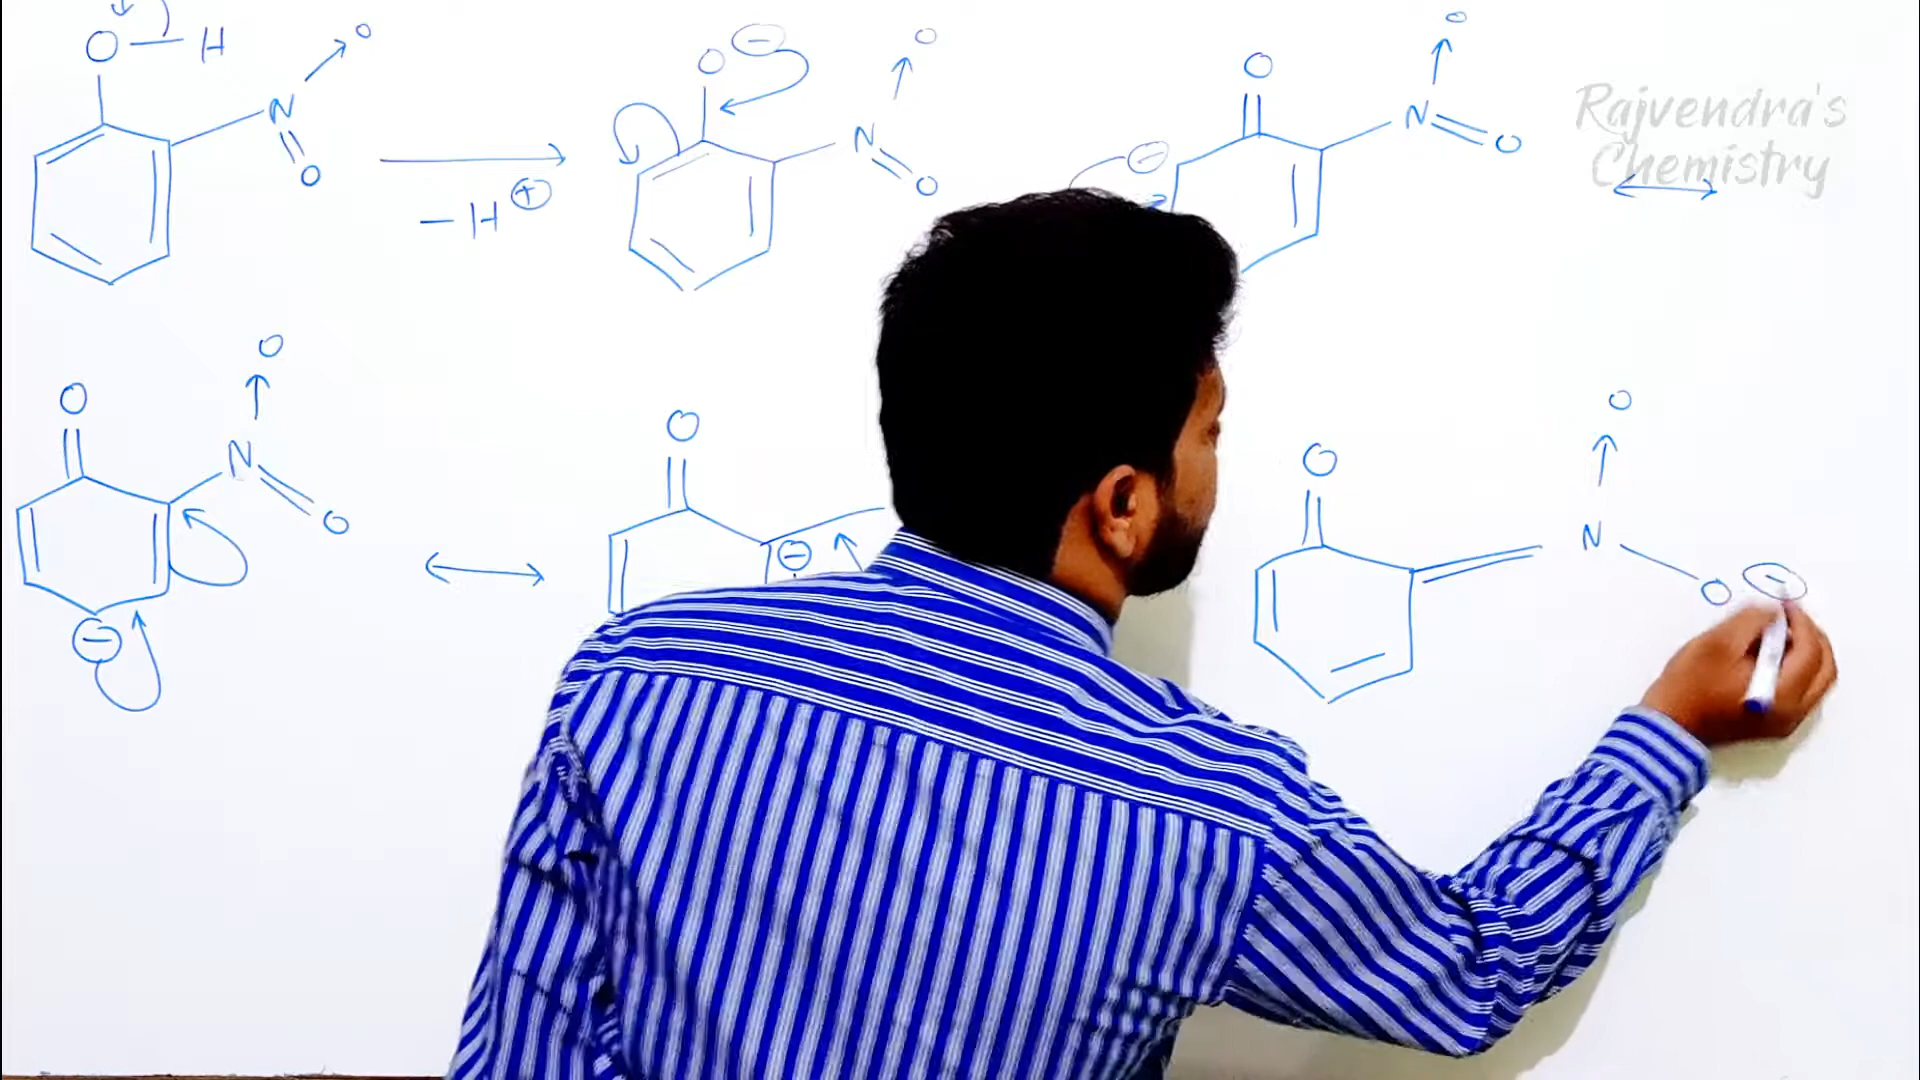 O — H
N → O
O
− H ⊕
O ⊖
N → O
O
O
N → O
O
⊖
Rajvendra's
Chemistry
O
N → O
O
⊖
O
⊖
O
N → O
O ⊖